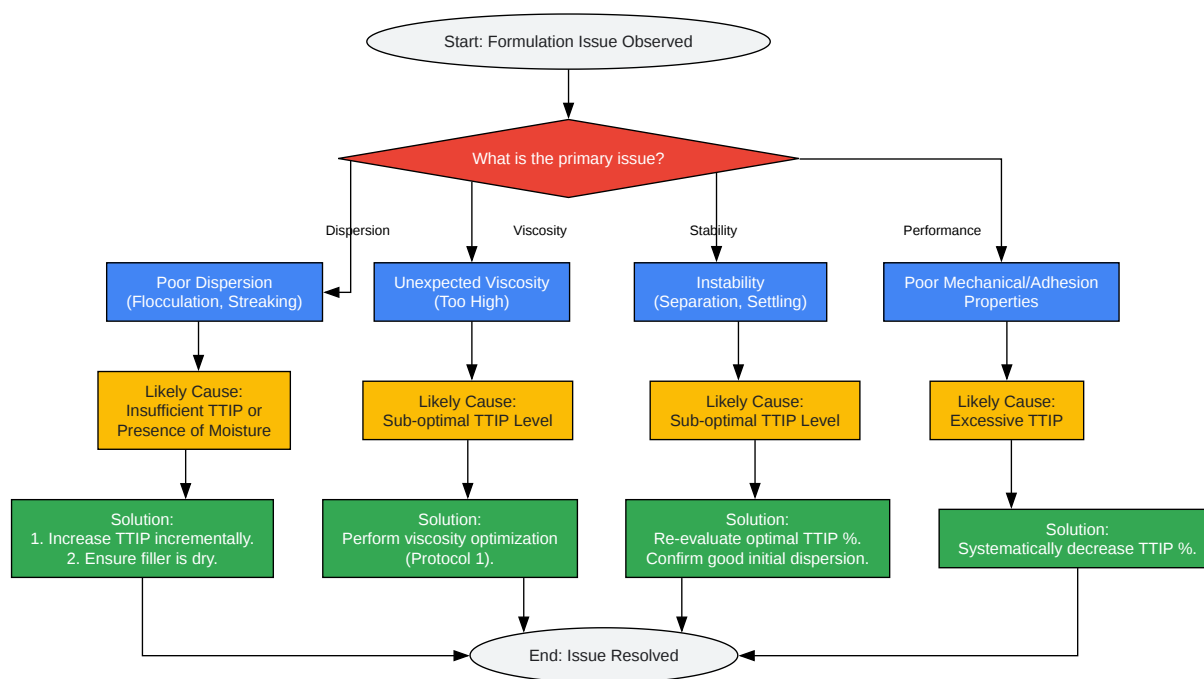 Start: Formulation Issue Observed
What is the primary issue?
Dispersion
Viscosity
Stability
Performance
Poor Dispersion
(Flocculation, Streaking)
Unexpected Viscosity
(Too High)
Instability
(Separation, Settling)
Poor Mechanical/Adhesion
Properties
Likely Cause:
Insufficient TTIP or
Presence of Moisture
Likely Cause:
Sub-optimal TTIP Level
Likely Cause:
Sub-optimal TTIP Level
Likely Cause:
Excessive TTIP
Solution:
1. Increase TTIP incrementally.
2. Ensure filler is dry.
Solution:
Perform viscosity optimization
(Protocol 1).
Solution:
Re-evaluate optimal TTIP %.
Confirm good initial dispersion.
Solution:
Systematically decrease TTIP %.
End: Issue Resolved